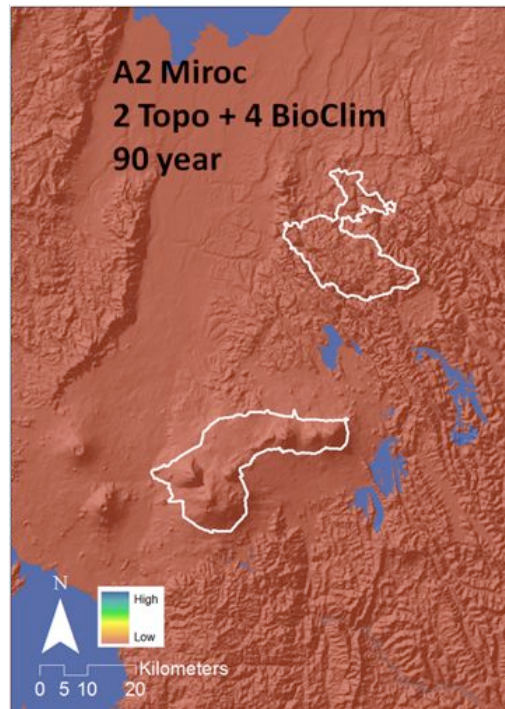 A2 Miroc
2 Topo + 4 BioClim
90 year
N
High
Low
Kilometers
0 5 10 20